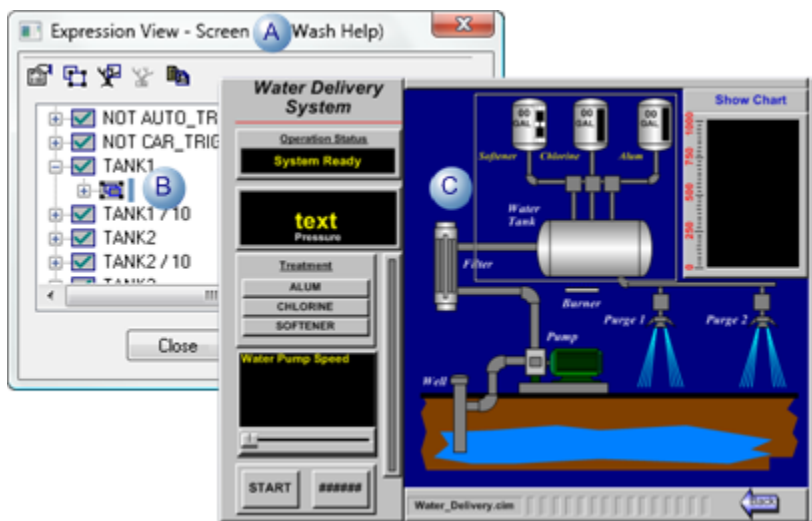 Expression View - Screen A Wash Help)
NOT AUTO_TR
NOT CAR_TRIG
TANK1
B
TANK1 / 10
TANK2
TANK2 / 10
Close
Water Delivery
System
Operation Status
System Ready
text
Pressure
Treatment
ALUM
CHLORINE
SOFTENER
Water Pump Speed
START
######
00
GAL
00
GAL
00
GAL
Softener
Chlorine
Alum
C
Water
Tank
Filter
Burner
Purge 1
Purge 2
Pump
Well
Show Chart
1000
750
500
250
0
Water_Delivery.cim
Back